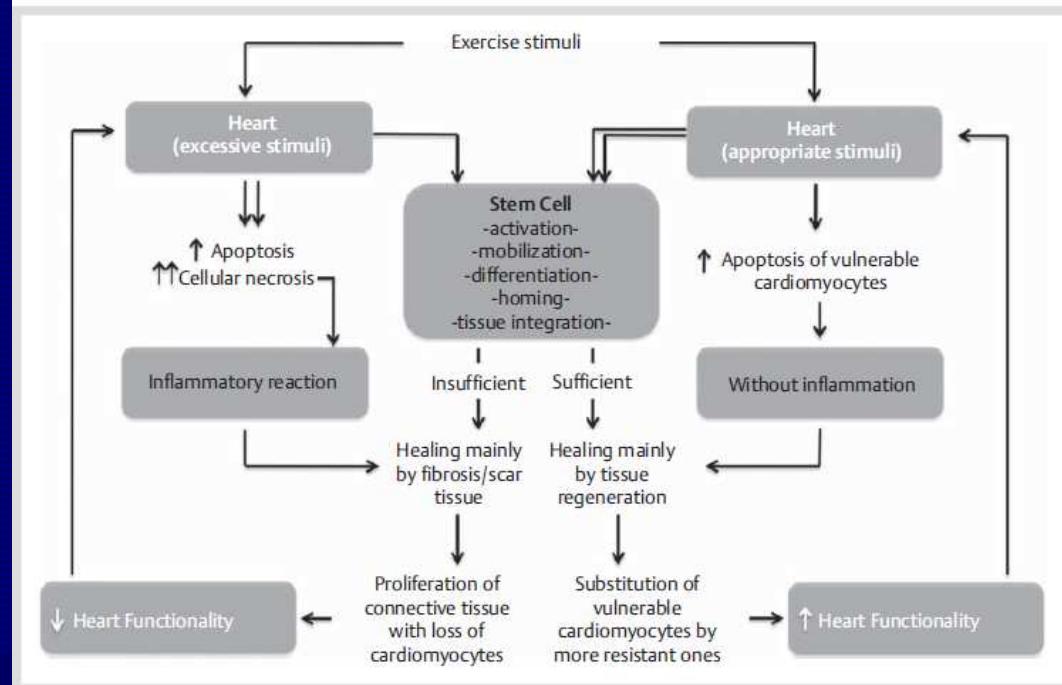 Exercise stimuli
Heart
(excessive stimuli)
Heart
(appropriate stimuli)
Stem Cell
-activation-
-mobilization-
-differentiation-
-homing-
-tissue integration-
↑ Apoptosis
↑↑ Cellular necrosis
↑ Apoptosis of vulnerable
cardiomyocytes
Inflammatory reaction
Insufficient
Sufficient
Without inflammation
Healing mainly
by fibrosis/scar
tissue
Healing mainly
by tissue
regeneration
↓ Heart Functionality
Proliferation of
connective tissue
with loss of
cardiomyocytes
Substitution of
vulnerable
cardiomyocytes by
more resistant ones
↑ Heart Functionality